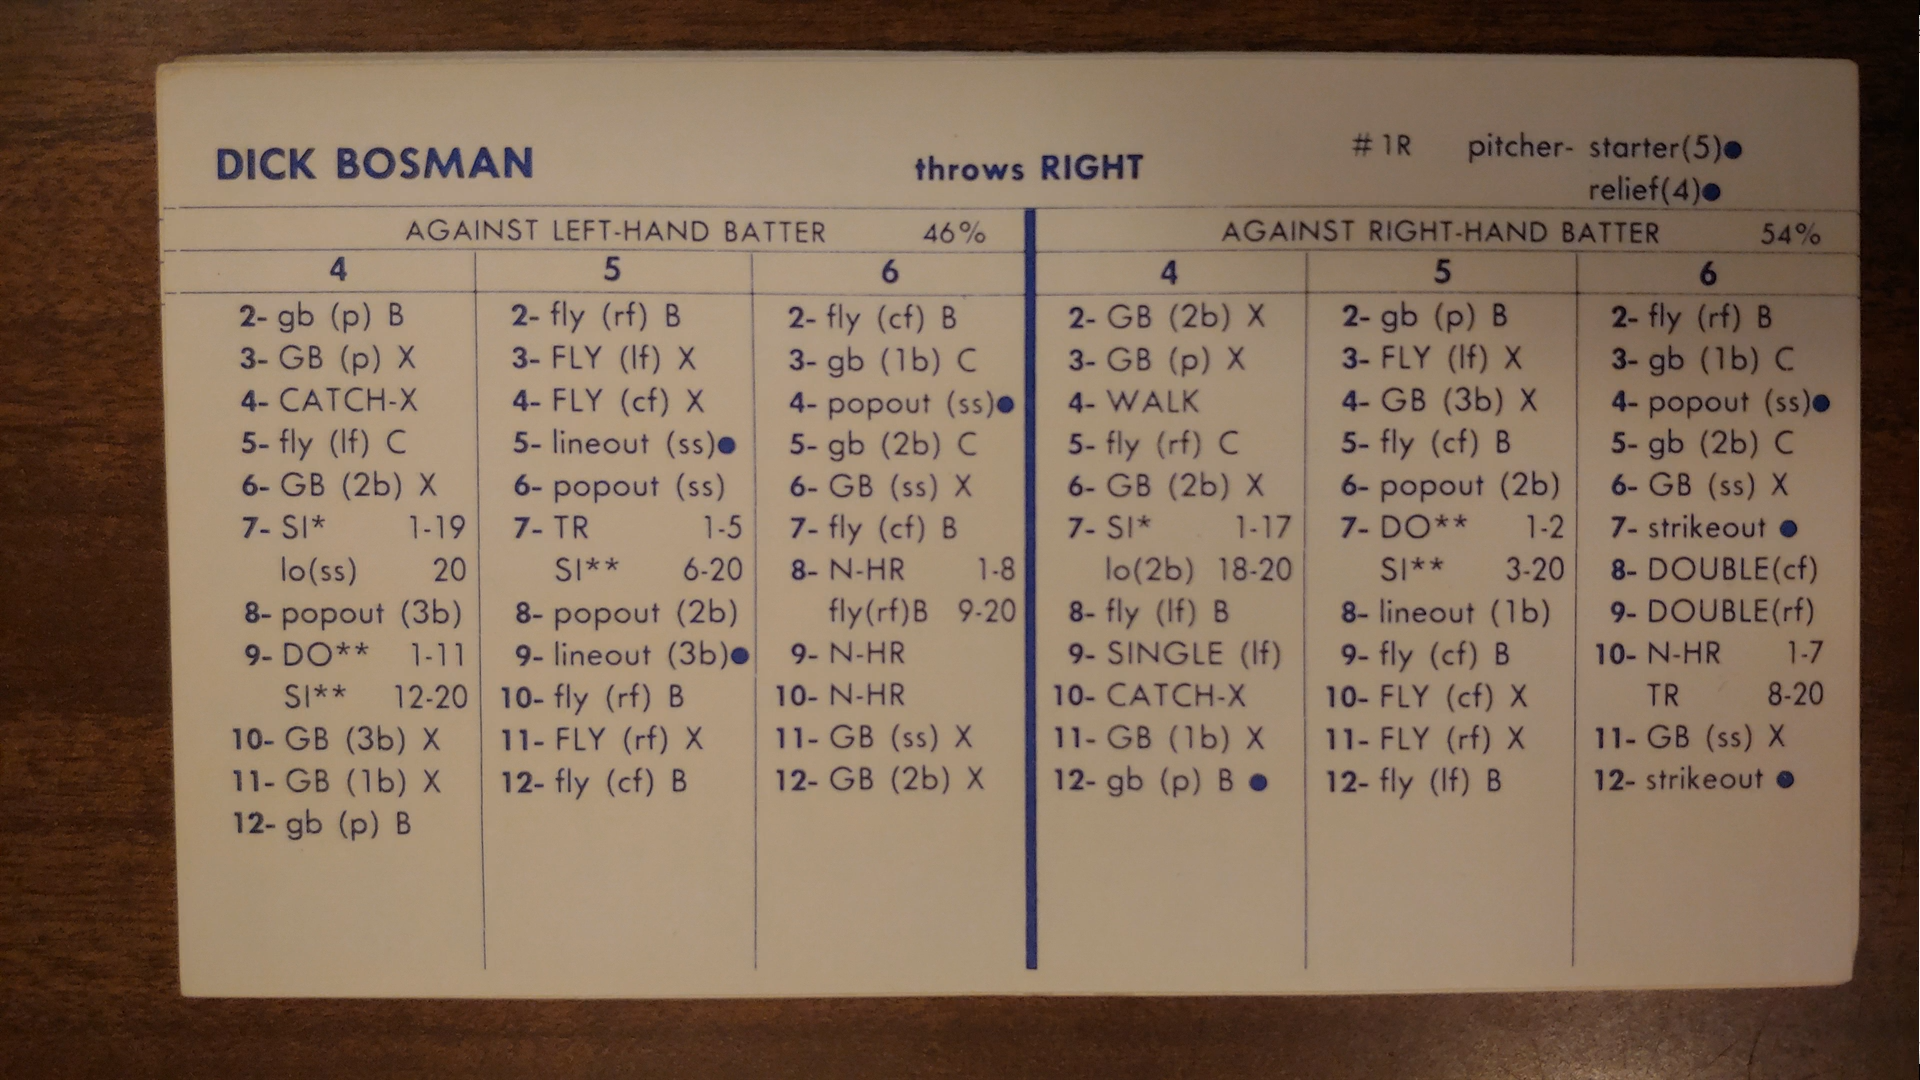 DICK BOSMAN throws RIGHT # 1R pitcher- starter(5)●
relief(4)●
AGAINST LEFT-HAND BATTER 46% AGAINST RIGHT-HAND BATTER 54%
4 5 6 4 5 6
2- gb (p) B 2- fly (rf) B 2- fly (cf) B 2- GB (2b) X 2- gb (p) B 2- fly (rf) B
3- GB (p) X 3- FLY (lf) X 3- gb (1b) C 3- GB (p) X 3- FLY (lf) X 3- gb (1b) C
4- CATCH-X 4- FLY (cf) X 4- popout (ss)● 4- WALK 4- GB (3b) X 4- popout (ss)●
5- fly (lf) C 5- lineout (ss)● 5- gb (2b) C 5- fly (rf) C 5- fly (cf) B 5- gb (2b) C
6- GB (2b) X 6- popout (ss) 6- GB (ss) X 6- GB (2b) X 6- popout (2b) 6- GB (ss) X
7- SI* 1-19 7- TR 1-5 7- fly (cf) B 7- SI* 1-17 7- DO** 1-2 7- strikeout ●
lo(ss) 20 SI** 6-20 8- N-HR 1-8 lo(2b) 18-20 SI** 3-20 8- DOUBLE(cf)
8- popout (3b) 8- popout (2b) fly(rf)B 9-20 8- fly (lf) B 8- lineout (1b) 9- DOUBLE(rf)
9- DO** 1-11 9- lineout (3b)● 9- N-HR 9- SINGLE (lf) 9- fly (cf) B 10- N-HR 1-7
SI** 12-20 10- fly (rf) B 10- N-HR 10- CATCH-X 10- FLY (cf) X TR 8-20
10- GB (3b) X 11- FLY (rf) X 11- GB (ss) X 11- GB (1b) X 11- FLY (rf) X 11- GB (ss) X
11- GB (1b) X 12- fly (cf) B 12- GB (2b) X 12- gb (p) B ● 12- fly (lf) B 12- strikeout ●
12- gb (p) B